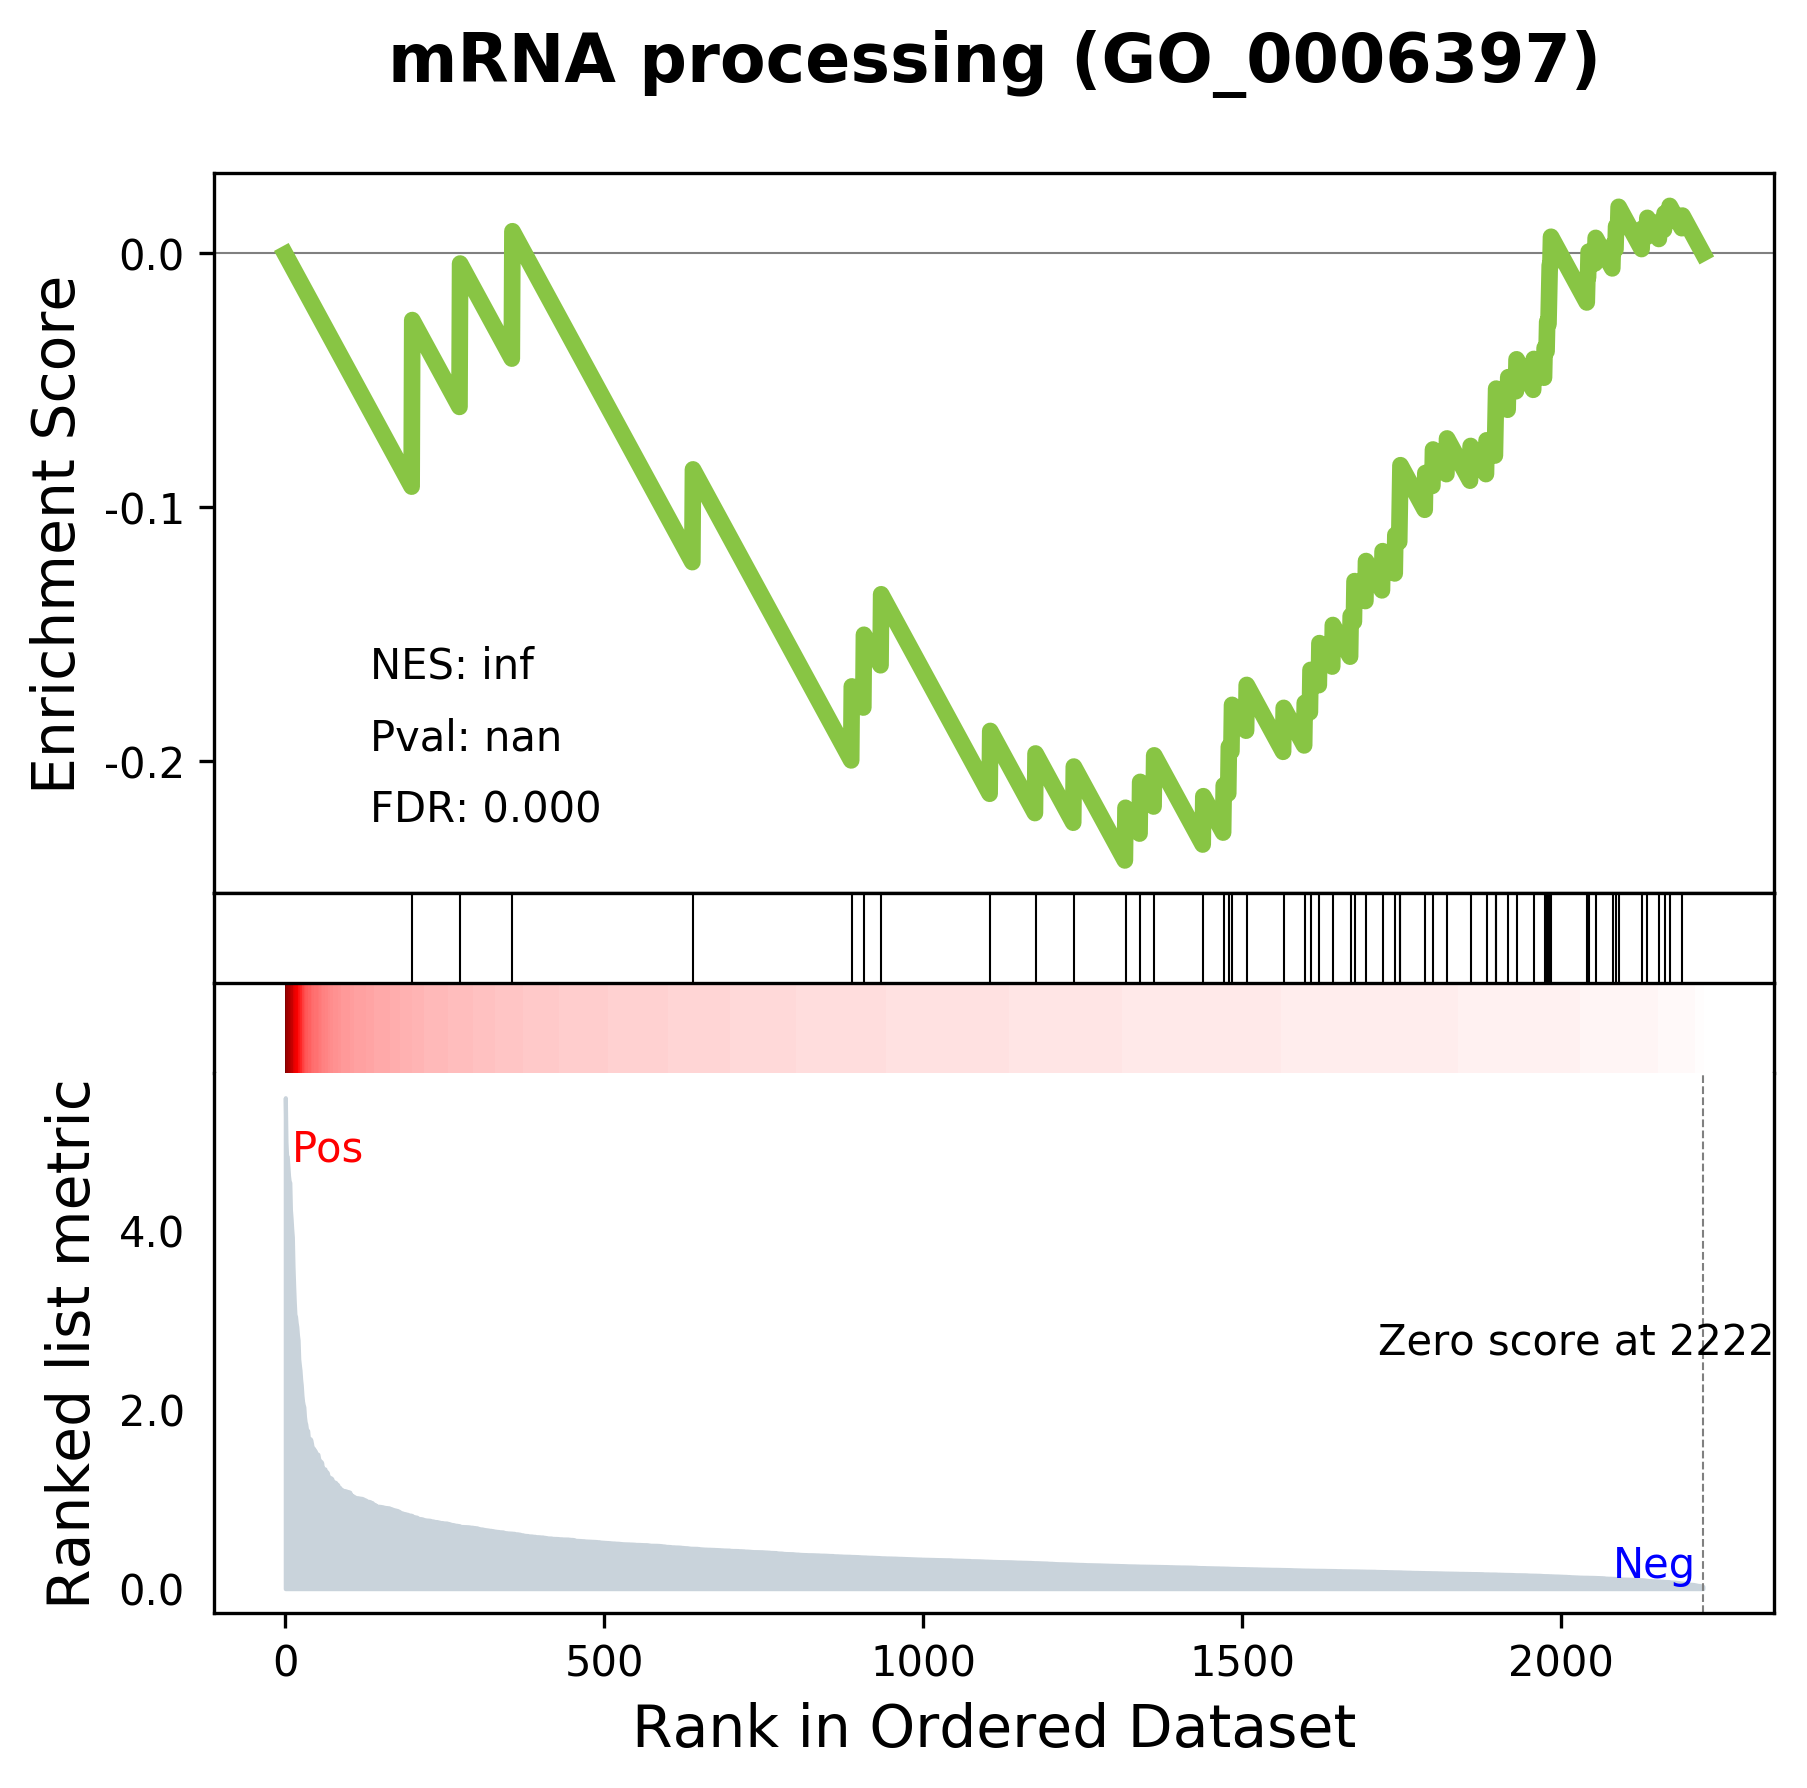 mRNA processing (GO_0006397)
Enrichment Score
0.0
-0.1
-0.2
NES: inf
Pval: nan
FDR: 0.000
Ranked list metric
Pos
4.0
Zero score at 2222
2.0
Neg
0.0
0 500 1000 1500 2000
Rank in Ordered Dataset